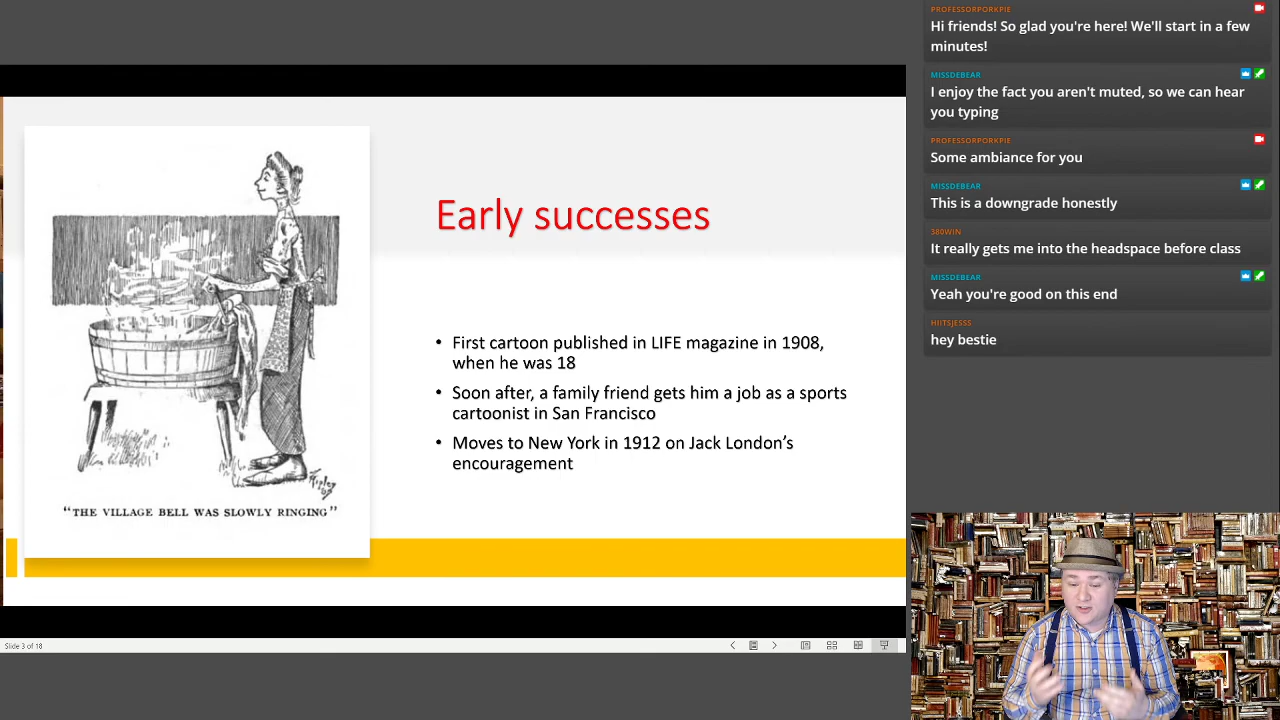 Early successes
• First cartoon published in LIFE magazine in 1908,
when he was 18
• Soon after, a family friend gets him a job as a sports
cartoonist in San Francisco
• Moves to New York in 1912 on Jack London's
encouragement
Ripley
"THE VILLAGE BELL WAS SLOWLY RINGING"
Slide 3 of 18
PROFESSORPORKPIE
Hi friends! So glad you're here! We'll start in a few
minutes!
MISSDEBEAR
I enjoy the fact you aren't muted, so we can hear
you typing
PROFESSORPORKPIE
Some ambiance for you
MISSDEBEAR
This is a downgrade honestly
380WIN
It really gets me into the headspace before class
MISSDEBEAR
Yeah you're good on this end
HIITSJESSS
hey bestie